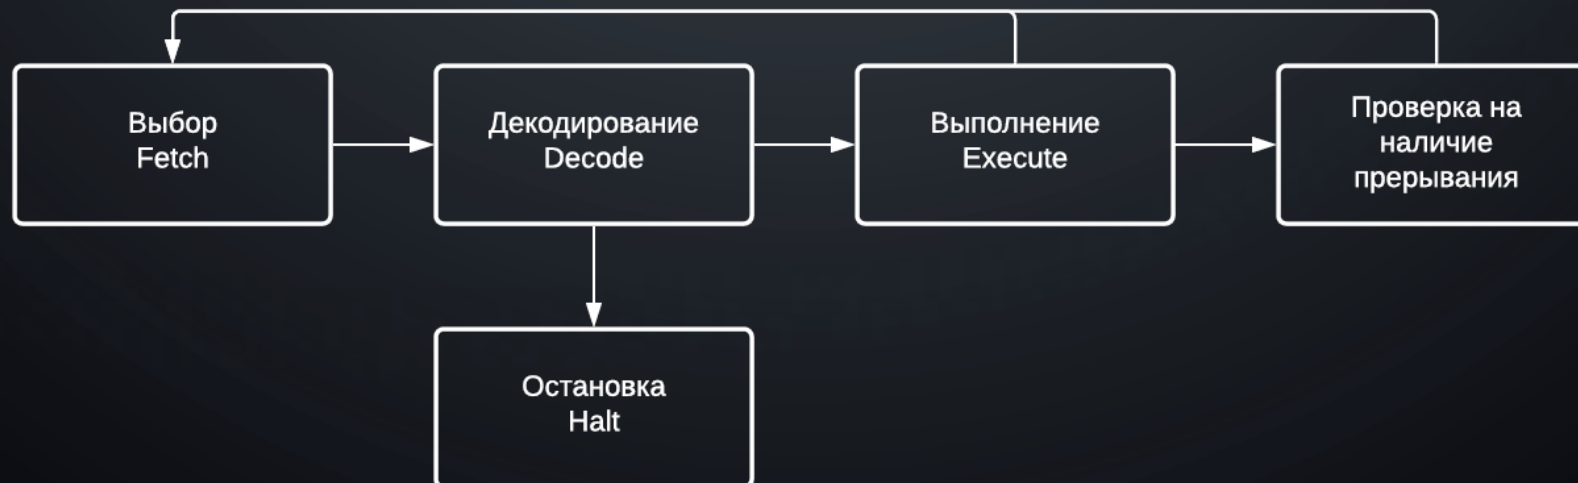 Выбор
Fetch
Декодирование
Decode
Выполнение
Execute
Проверка на
наличие
прерывания
Остановка
Halt